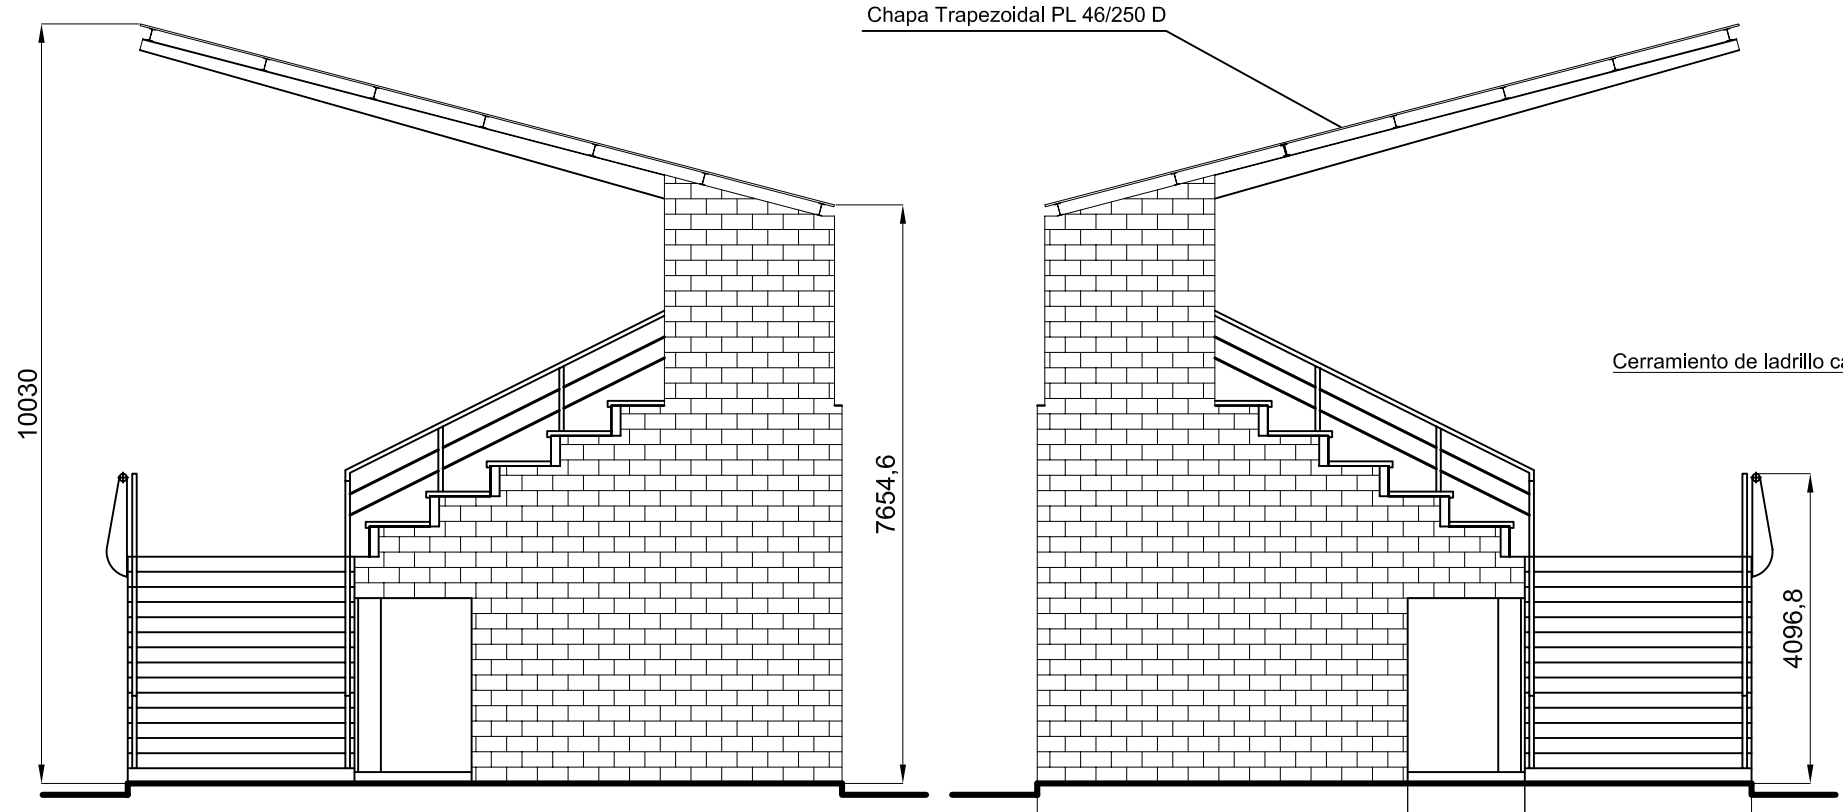 Chapa Trapezoidal PL 46/250 D
10030
7654,6
Cerramiento de ladrillo
4096,8